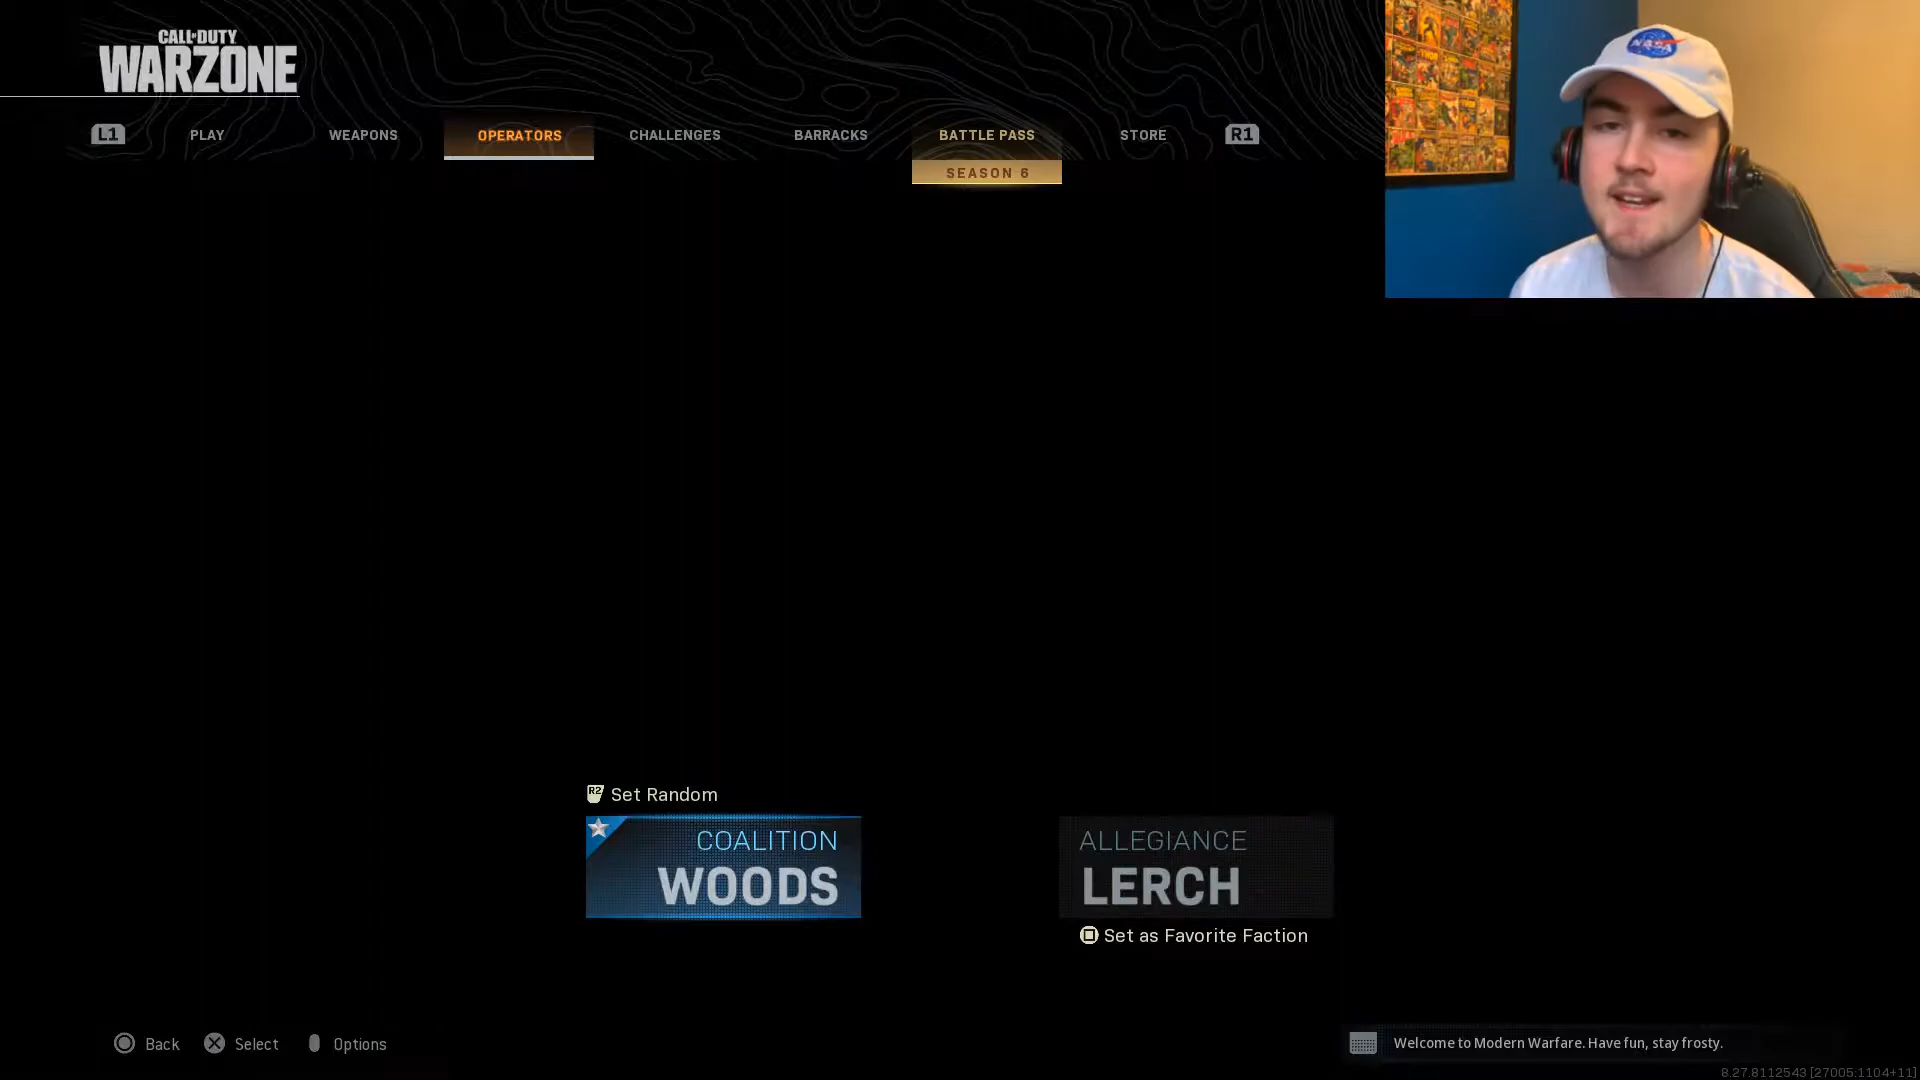 CALL OF DUTY
WARZONE
L1
PLAY
WEAPONS
OPERATORS
CHALLENGES
BARRACKS
BATTLE PASS
STORE
R1
SEASON 6
NASA
R2 Set Random
COALITION
WOODS
ALLEGIANCE
LERCH
Set as Favorite Faction
Back
Select
Options
Welcome to Modern Warfare. Have fun, stay frosty.
8.27.8112543 [27005:1104+11]